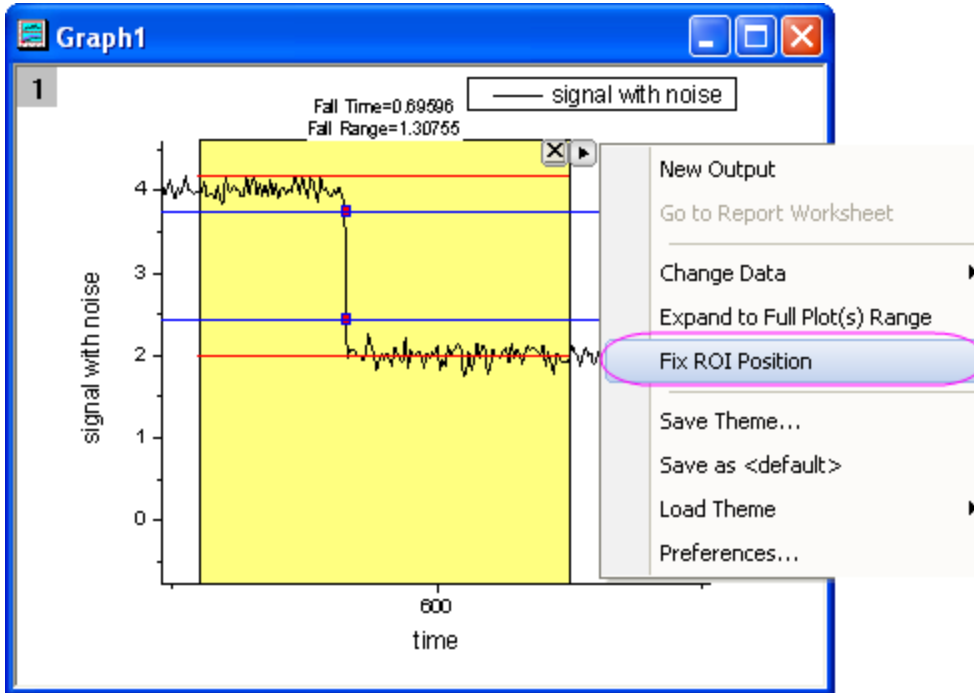 Graph1
1
signal with noise
Fall Time=0.69596
Fall Range=1.30755
signal with noise
4
3
2
1
0
600
time
New Output
Go to Report Worksheet
Change Data
Expand to Full Plot(s) Range
Fix ROI Position
Save Theme...
Save as <default>
Load Theme
Preferences...